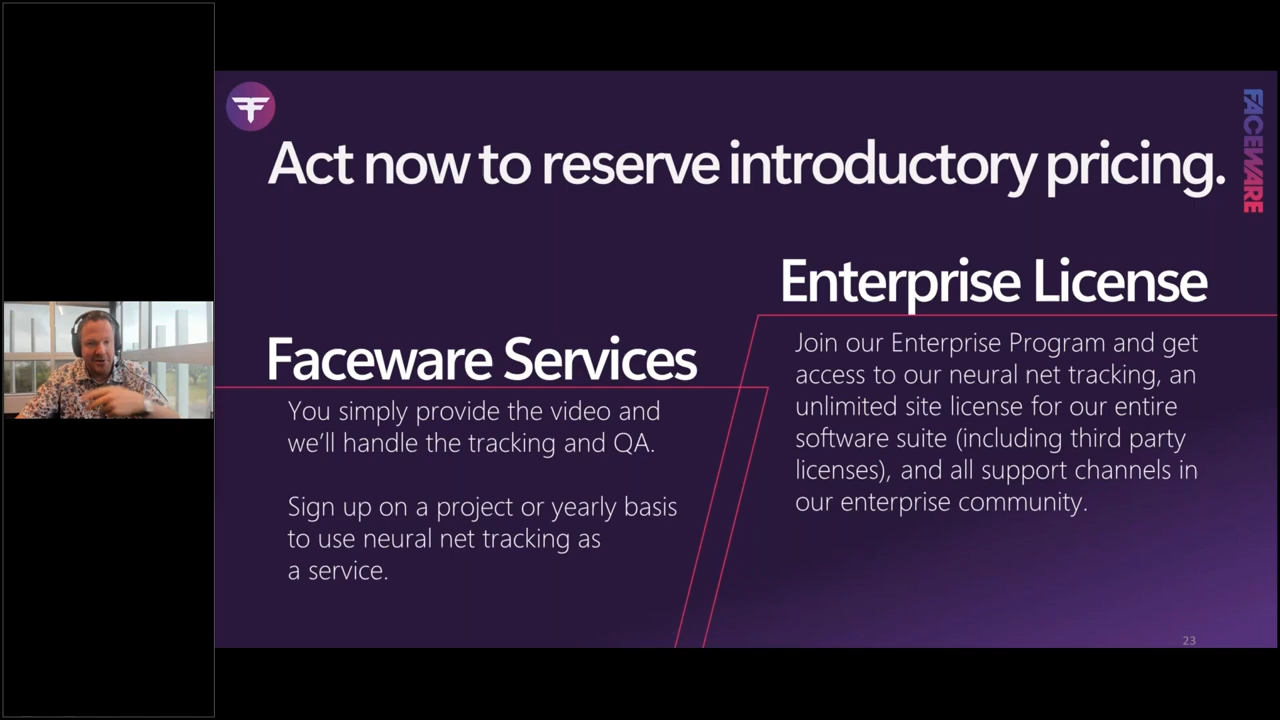 Act now to reserve introductory pricing.
FACEWARE
Faceware Services
You simply provide the video and
we'll handle the tracking and QA.
Sign up on a project or yearly basis
to use neural net tracking as
a service.
Enterprise License
Join our Enterprise Program and get
access to our neural net tracking, an
unlimited site license for our entire
software suite (including third party
licenses), and all support channels in
our enterprise community.
23